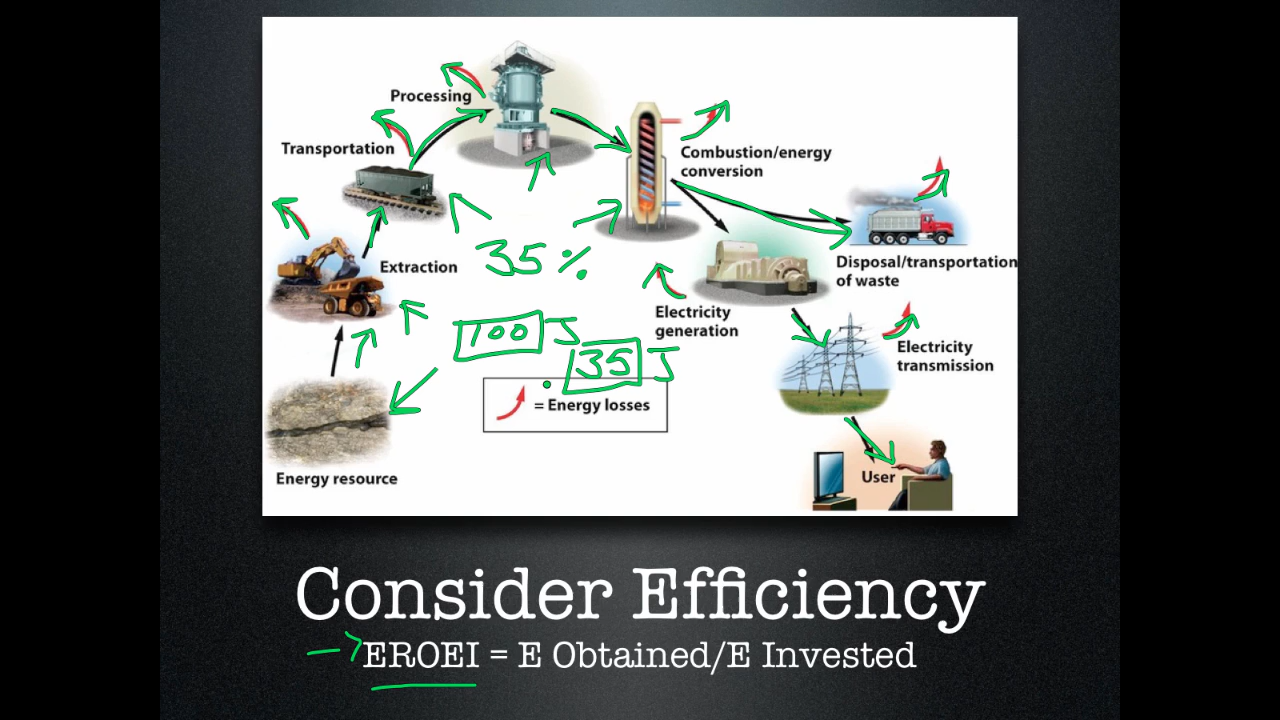 Processing
Transportation
Combustion/energy
conversion
35%
Extraction
Disposal/transportation
of waste
Electricity
generation
100 J
35 J
Electricity
transmission
= Energy losses
Energy resource
User
Consider Efficiency
EROEI = E Obtained/E Invested